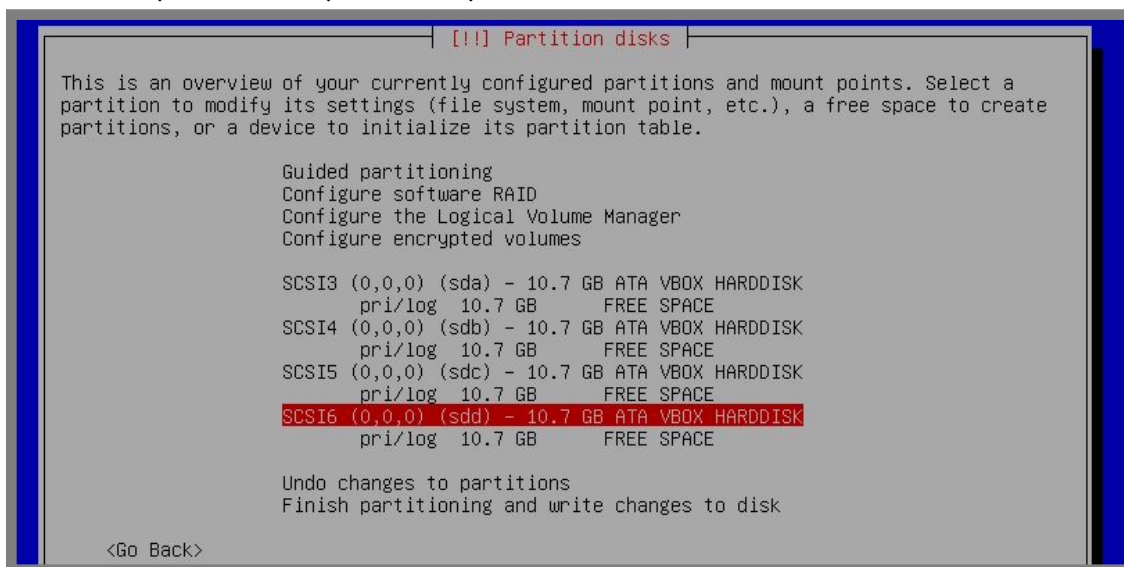 [!!] Partition disks
This is an overview of your currently configured partitions and mount points. Select a
partition to modify its settings (file system, mount point, etc.), a free space to create
partitions, or a device to initialize its partition table.
Guided partitioning
Configure software RAID
Configure the Logical Volume Manager
Configure encrypted volumes
SCSI3 (0,0,0) (sda) - 10.7 GB ATA VBOX HARDDISK
pri/log 10.7 GB FREE SPACE
SCSI4 (0,0,0) (sdb) - 10.7 GB ATA VBOX HARDDISK
pri/log 10.7 GB FREE SPACE
SCSI5 (0,0,0) (sdc) - 10.7 GB ATA VBOX HARDDISK
pri/log 10.7 GB FREE SPACE
SCSI6 (0,0,0) (sdd) - 10.7 GB ATA VBOX HARDDISK
pri/log 10.7 GB FREE SPACE
Undo changes to partitions
Finish partitioning and write changes to disk
<Go Back>